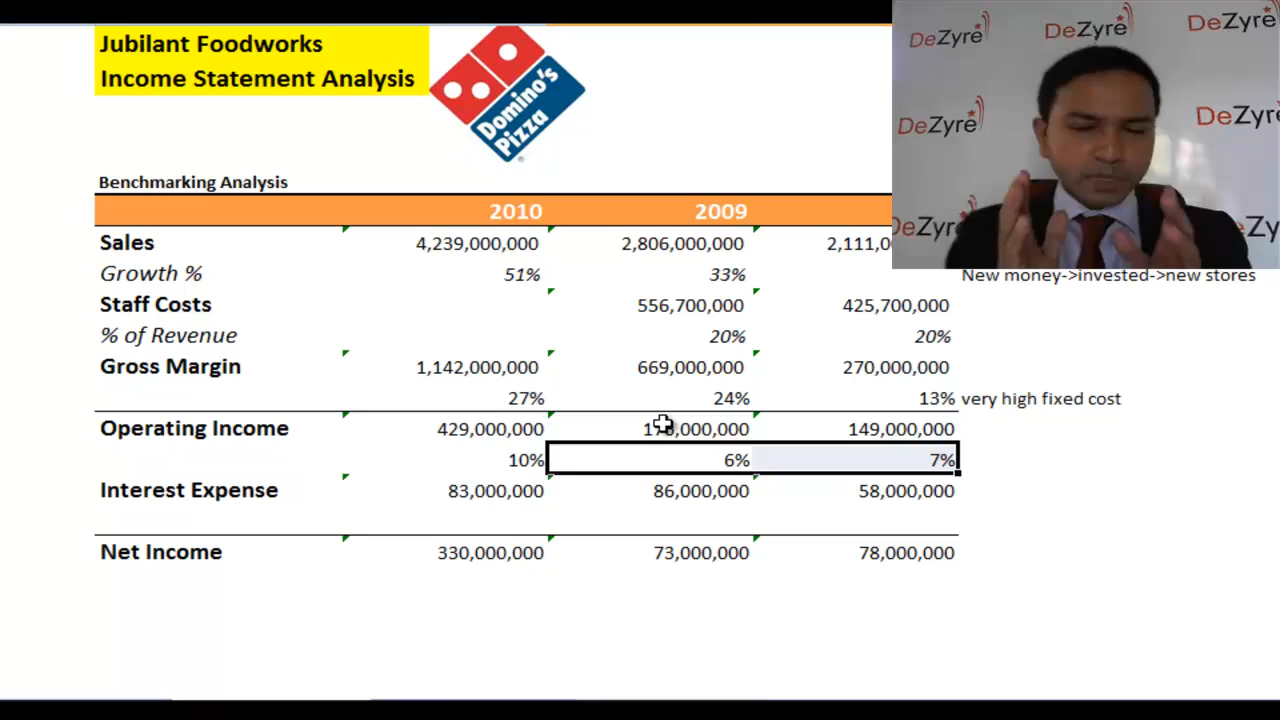 Jubilant Foodworks
Income Statement Analysis
Domino's
Pizza
DeZyre DeZyre DeZyre
DeZyre DeZyre
DeZyre
Benchmarking Analysis
2010 2009
Sales 4,239,000,000 2,806,000,000
Growth % 51% 33% New money->invested->new stores
Staff Costs 556,700,000 425,700,000
% of Revenue 20% 20%
Gross Margin 1,142,000,000 669,000,000 270,000,000
27% 24% 13% very high fixed cost
Operating Income 429,000,000 149,000,000
10% 6% 7%
Interest Expense 83,000,000 86,000,000 58,000,000
Net Income 330,000,000 73,000,000 78,000,000